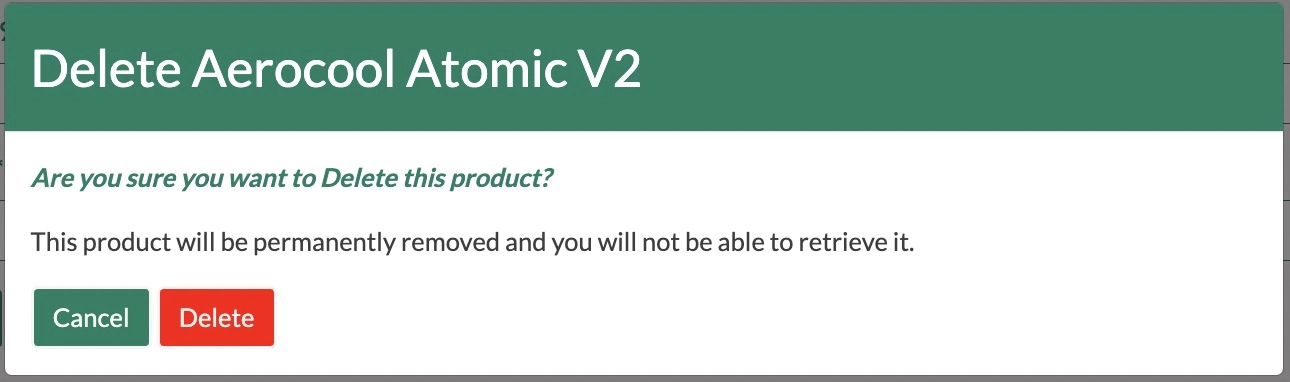 Delete Aerocool Atomic V2
Are you sure you want to Delete this product?
This product will be permanently removed and you will not be able to retrieve it.
Cancel Delete